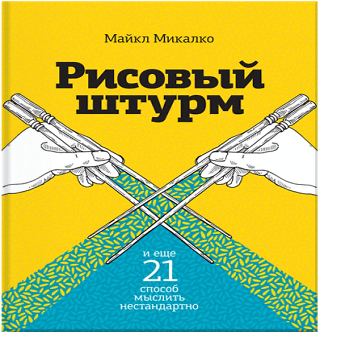 Майкл Микалко
Рисовый
штурм
и еще
21
способ
мыслить
нестандартно